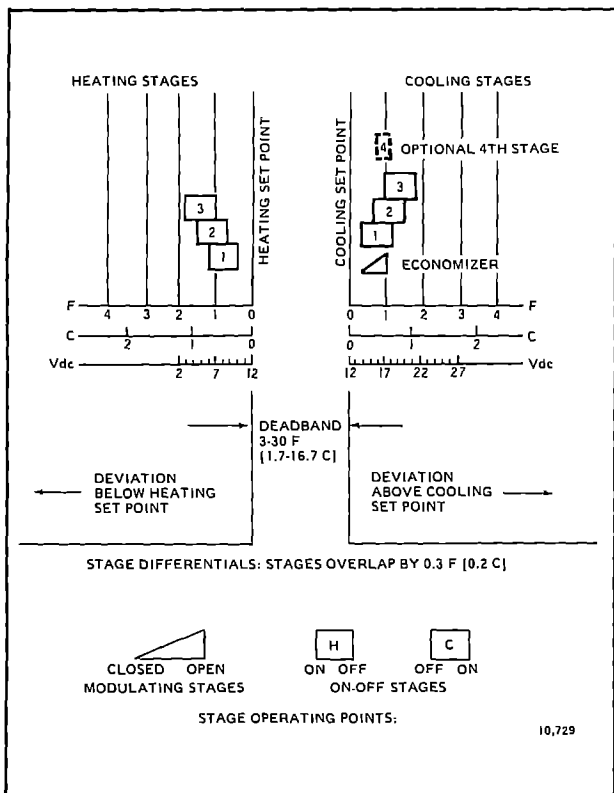 HEATING STAGES
COOLING STAGES
HEATING SET POINT
COOLING SET POINT
4 OPTIONAL 4TH STAGE
3
2
1
3
2
1
ECONOMIZER
F
4 3 2 1 0
0 1 2 3 4
F
C
2 1 0
0 1 2
C
Vdc
2 7 12
12 17 22 27
Vdc
DEADBAND
3-30 F
[1.7-16.7 C]
DEVIATION
BELOW HEATING
SET POINT
DEVIATION
ABOVE COOLING
SET POINT
STAGE DIFFERENTIALS: STAGES OVERLAP BY 0.3 F [0.2 C]
H
C
CLOSED OPEN
ON OFF
OFF ON
MODULATING STAGES
ON-OFF STAGES
STAGE OPERATING POINTS:
10,729